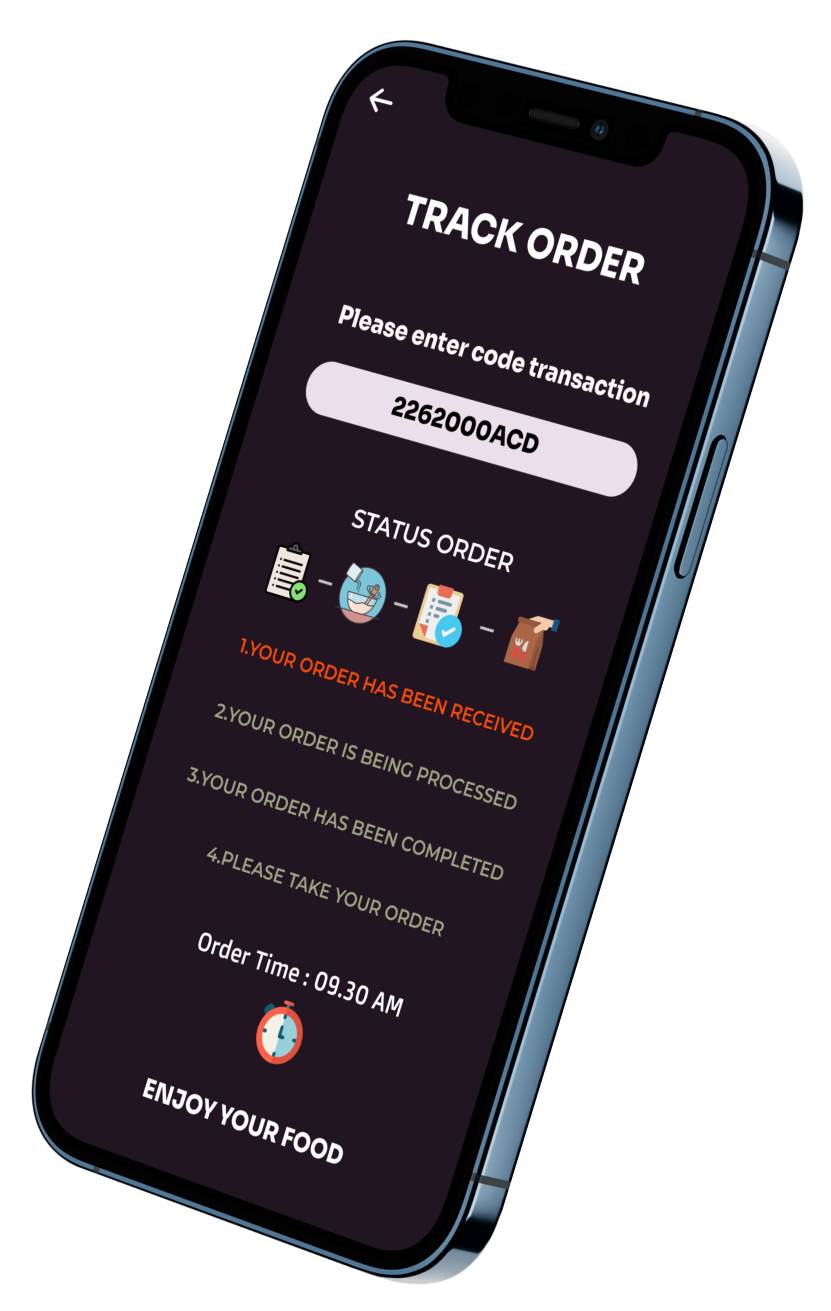 TRACK ORDER
Please enter code transaction
2262000ACD
STATUS ORDER
1.YOUR ORDER HAS BEEN RECEIVED
2.YOUR ORDER IS BEING PROCESSED
3.YOUR ORDER HAS BEEN COMPLETED
4.PLEASE TAKE YOUR ORDER
Order Time : 09.30 AM
ENJOY YOUR FOOD